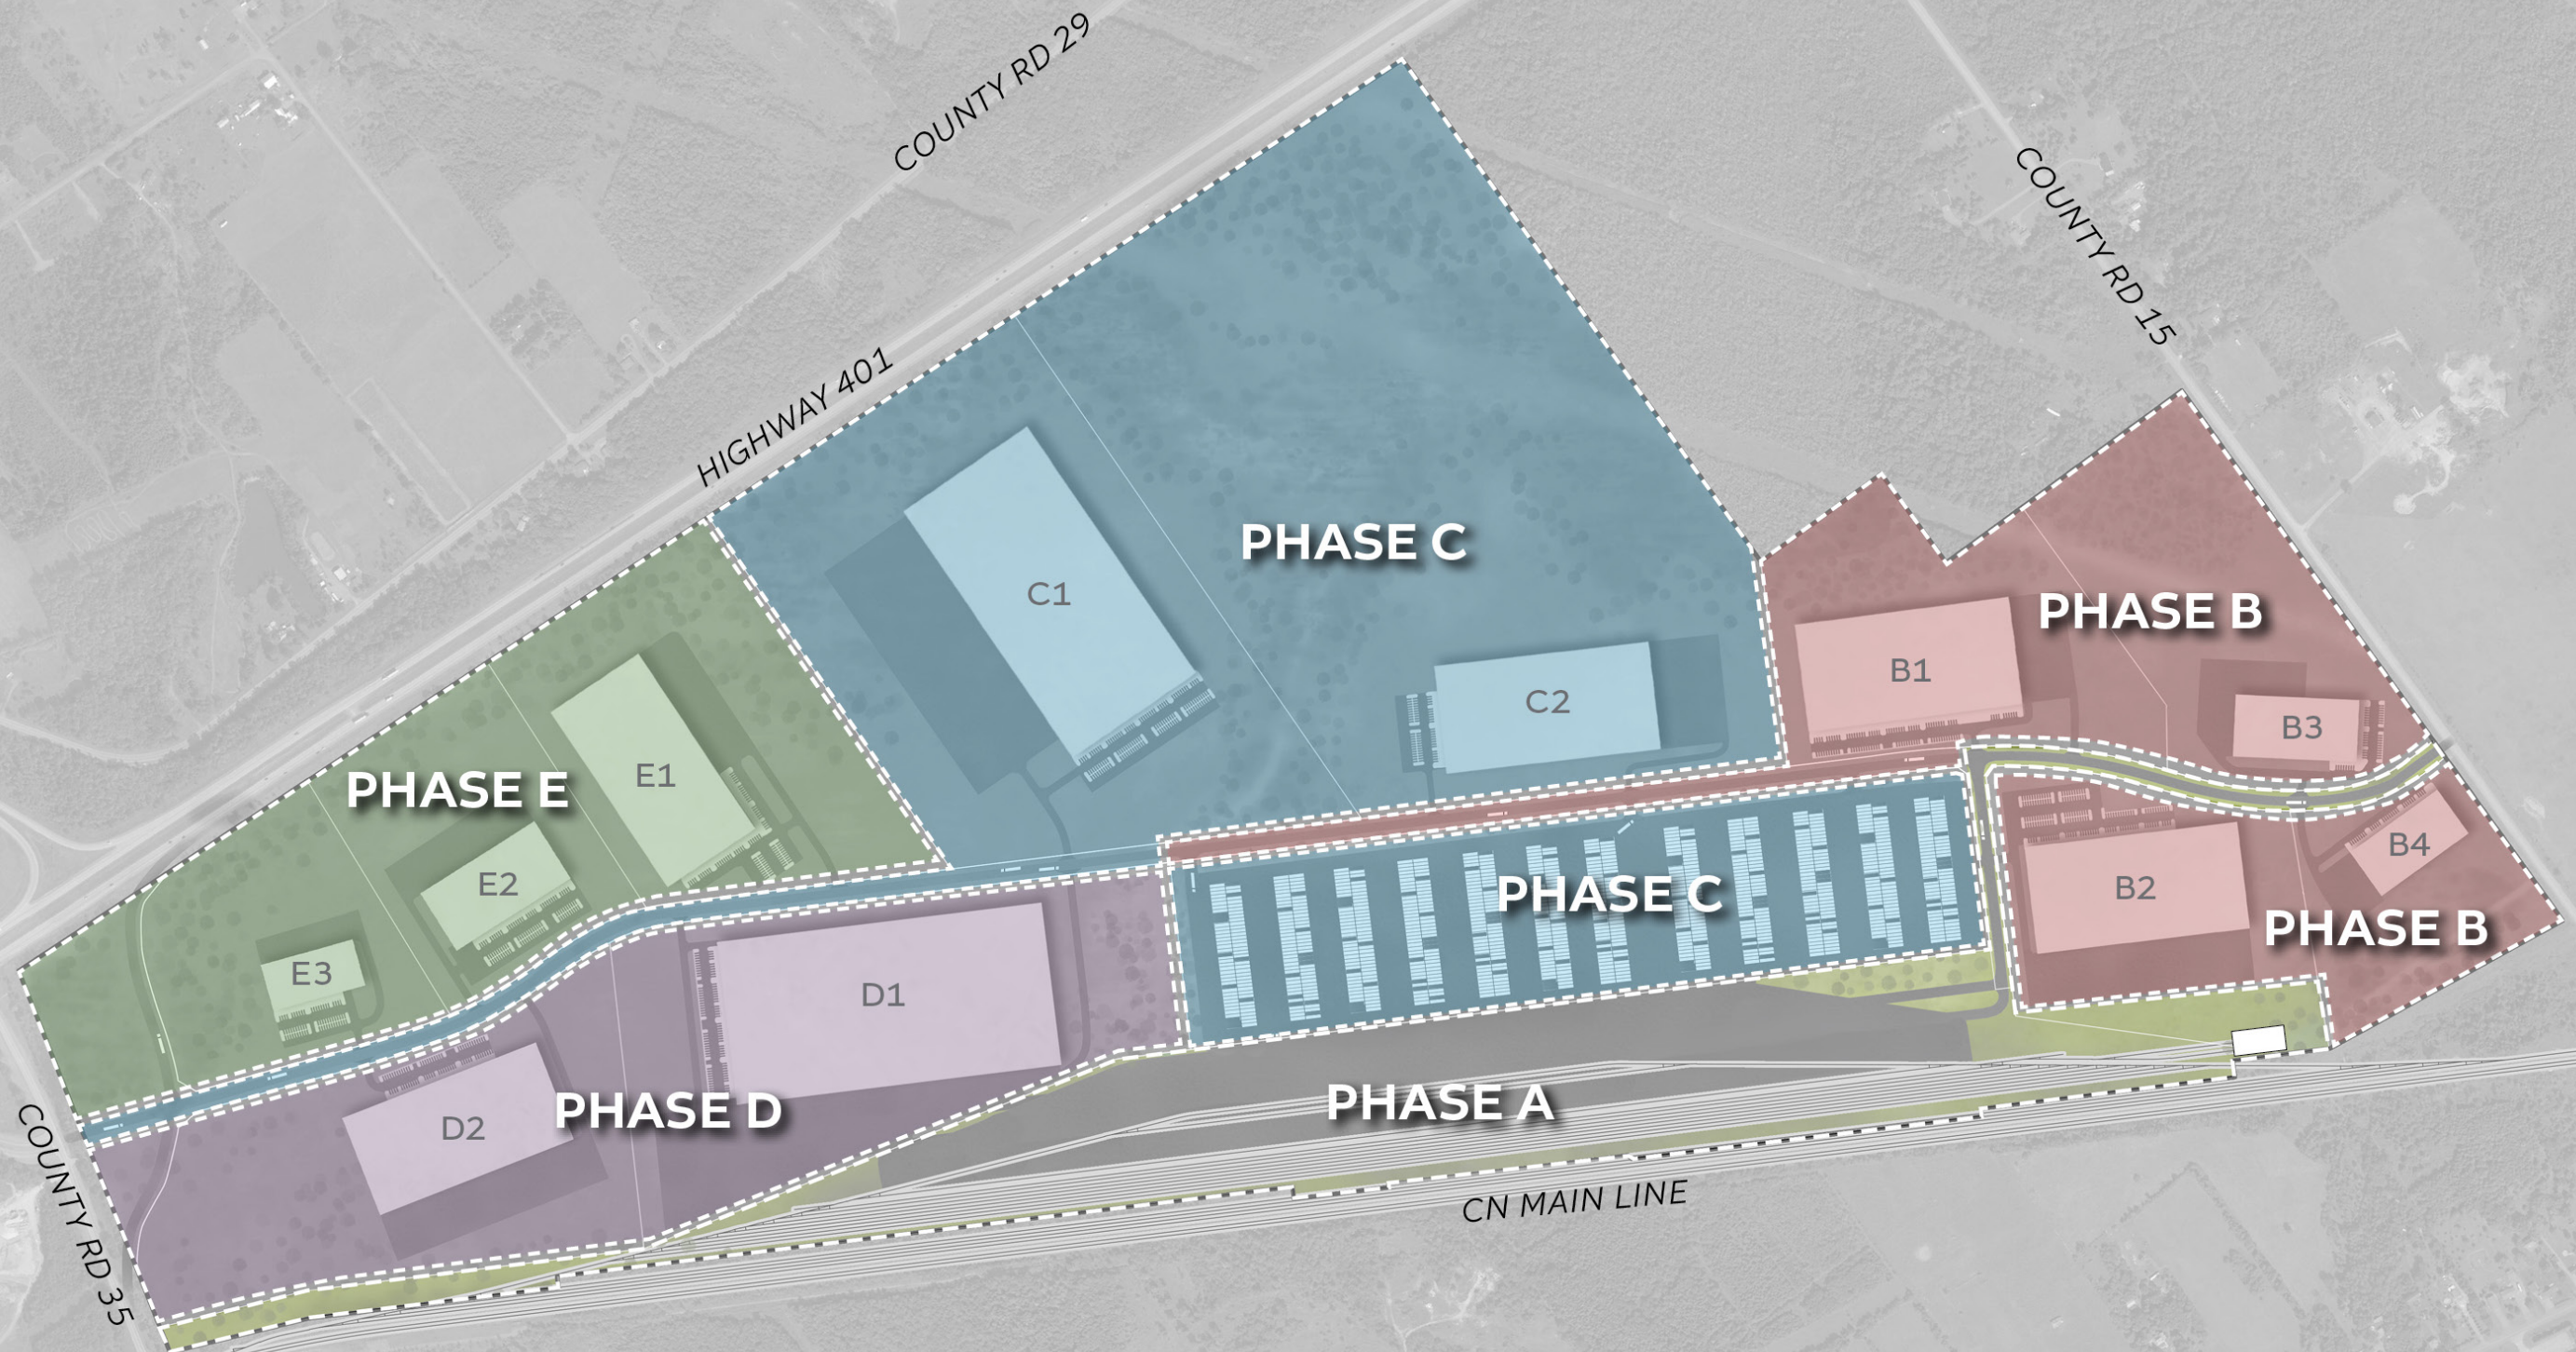 COUNTY RD 29
COUNTY RD 15
HIGHWAY 401
PHASE C
C1
C2
PHASE B
B1
B3
PHASE E
E1
E2
E3
PHASE C
B4
B2
PHASE B
D1
PHASE D
D2
PHASE A
COUNTY RD 35
CN MAIN LINE